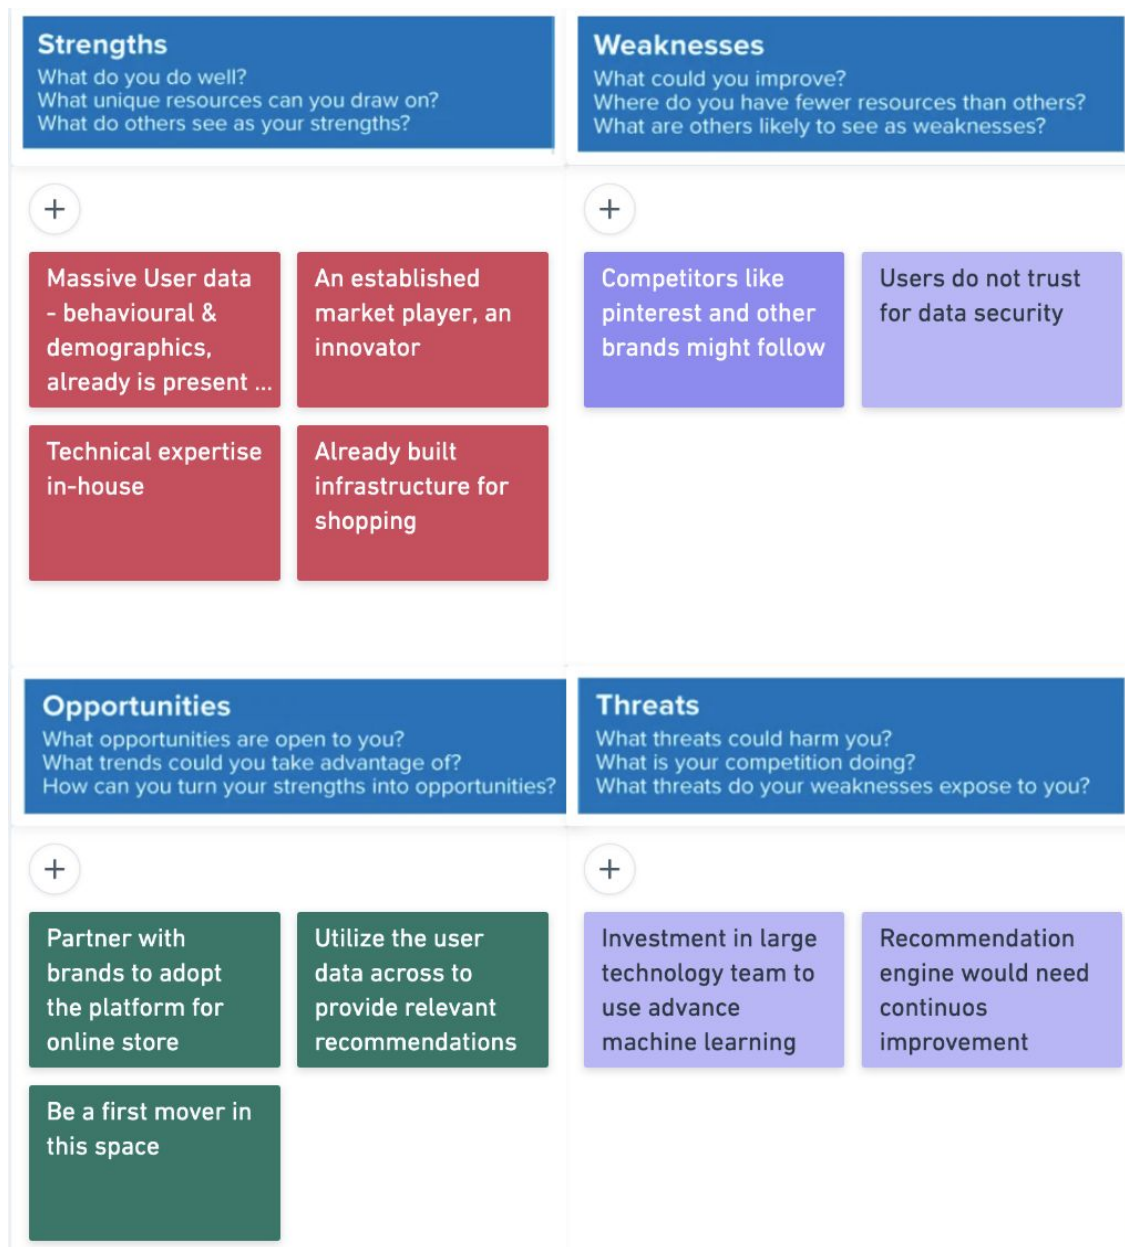 Strengths
What do you do well?
What unique resources can you draw on?
What do others see as your strengths?
Weaknesses
What could you improve?
Where do you have fewer resources than others?
What are others likely to see as weaknesses?
+
+
Massive User data
- behavioural &
demographics,
already is present ...
An established
market player, an
innovator
Technical expertise
in-house
Already built
infrastructure for
shopping
Competitors like
pinterest and other
brands might follow
Users do not trust
for data security
Opportunities
What opportunities are open to you?
What trends could you take advantage of?
How can you turn your strengths into opportunities?
Threats
What threats could harm you?
What is your competition doing?
What threats do your weaknesses expose to you?
+
+
Partner with
brands to adopt
the platform for
online store
Utilize the user
data across to
provide relevant
recommendations
Be a first mover in
this space
Investment in large
technology team to
use advance
machine learning
Recommendation
engine would need
continuos
improvement